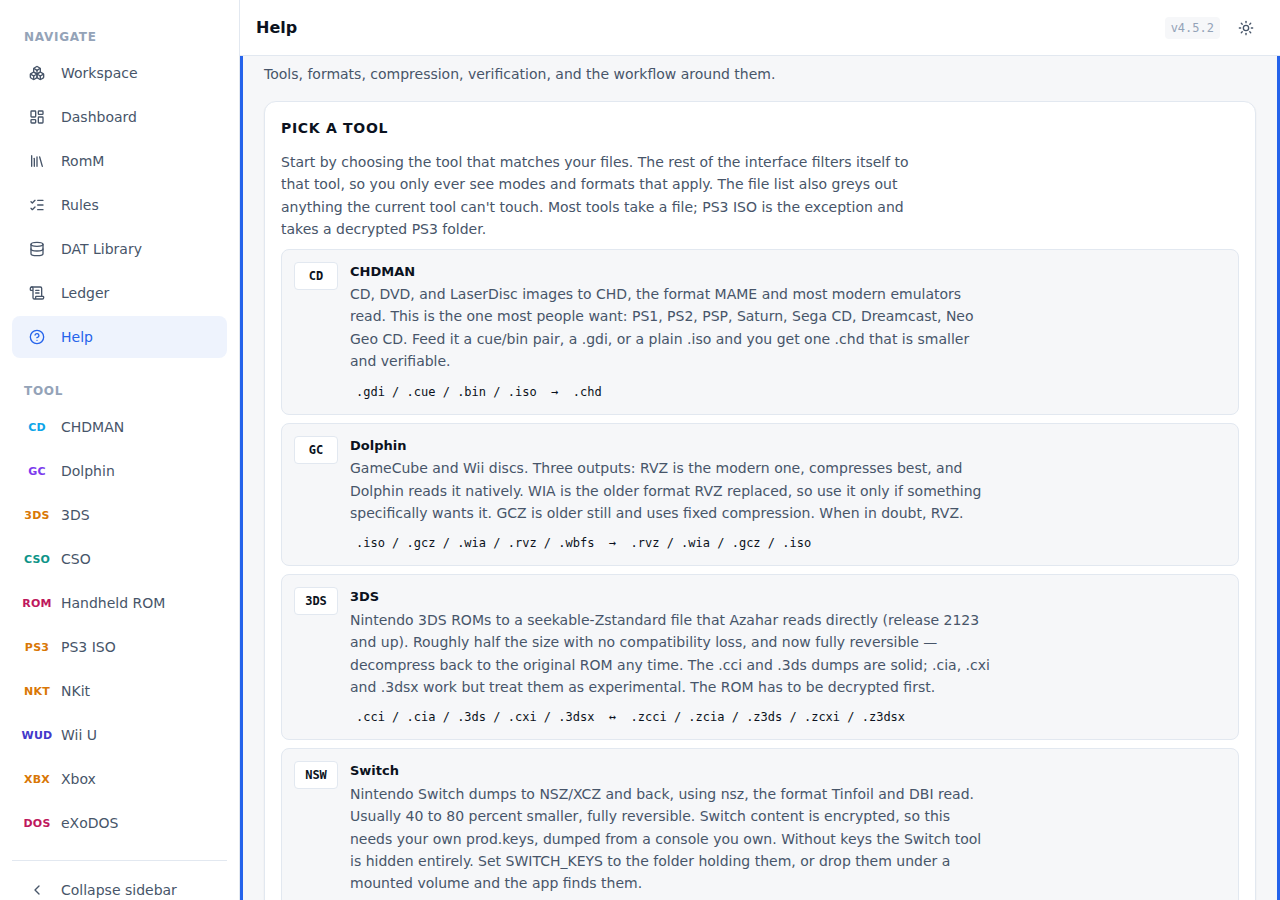 NAVIGATE
Workspace
Dashboard
RomM
Rules
DAT Library
Ledger
Help
TOOL
CD CHDMAN
GC Dolphin
3DS 3DS
CSO CSO
ROM Handheld ROM
PS3 PS3 ISO
NKT NKit
WUD Wii U
XBX Xbox
DOS eXoDOS
Collapse sidebar
Help
v4.5.2
Tools, formats, compression, verification, and the workflow around them.
PICK A TOOL
Start by choosing the tool that matches your files. The rest of the interface filters itself to
that tool, so you only ever see modes and formats that apply. The file list also greys out
anything the current tool can't touch. Most tools take a file; PS3 ISO is the exception and
takes a decrypted PS3 folder.
CD CHDMAN
CD, DVD, and LaserDisc images to CHD, the format MAME and most modern emulators
read. This is the one most people want: PS1, PS2, PSP, Saturn, Sega CD, Dreamcast, Neo
Geo CD. Feed it a cue/bin pair, a .gdi, or a plain .iso and you get one .chd that is smaller
and verifiable.
.gdi / .cue / .bin / .iso → .chd
GC Dolphin
GameCube and Wii discs. Three outputs: RVZ is the modern one, compresses best, and
Dolphin reads it natively. WIA is the older format RVZ replaced, so use it only if something
specifically wants it. GCZ is older still and uses fixed compression. When in doubt, RVZ.
.iso / .gcz / .wia / .rvz / .wbfs → .rvz / .wia / .gcz / .iso
3DS 3DS
Nintendo 3DS ROMs to a seekable-Zstandard file that Azahar reads directly (release 2123
and up). Roughly half the size with no compatibility loss, and now fully reversible —
decompress back to the original ROM any time. The .cci and .3ds dumps are solid; .cia, .cxi
and .3dsx work but treat them as experimental. The ROM has to be decrypted first.
.cci / .cia / .3ds / .cxi / .3dsx ↔ .zcci / .zcia / .z3ds / .zcxi / .z3dsx
NSW Switch
Nintendo Switch dumps to NSZ/XCZ and back, using nsz, the format Tinfoil and DBI read.
Usually 40 to 80 percent smaller, fully reversible. Switch content is encrypted, so this
needs your own prod.keys, dumped from a console you own. Without keys the Switch tool
is hidden entirely. Set SWITCH_KEYS to the folder holding them, or drop them under a
mounted volume and the app finds them.